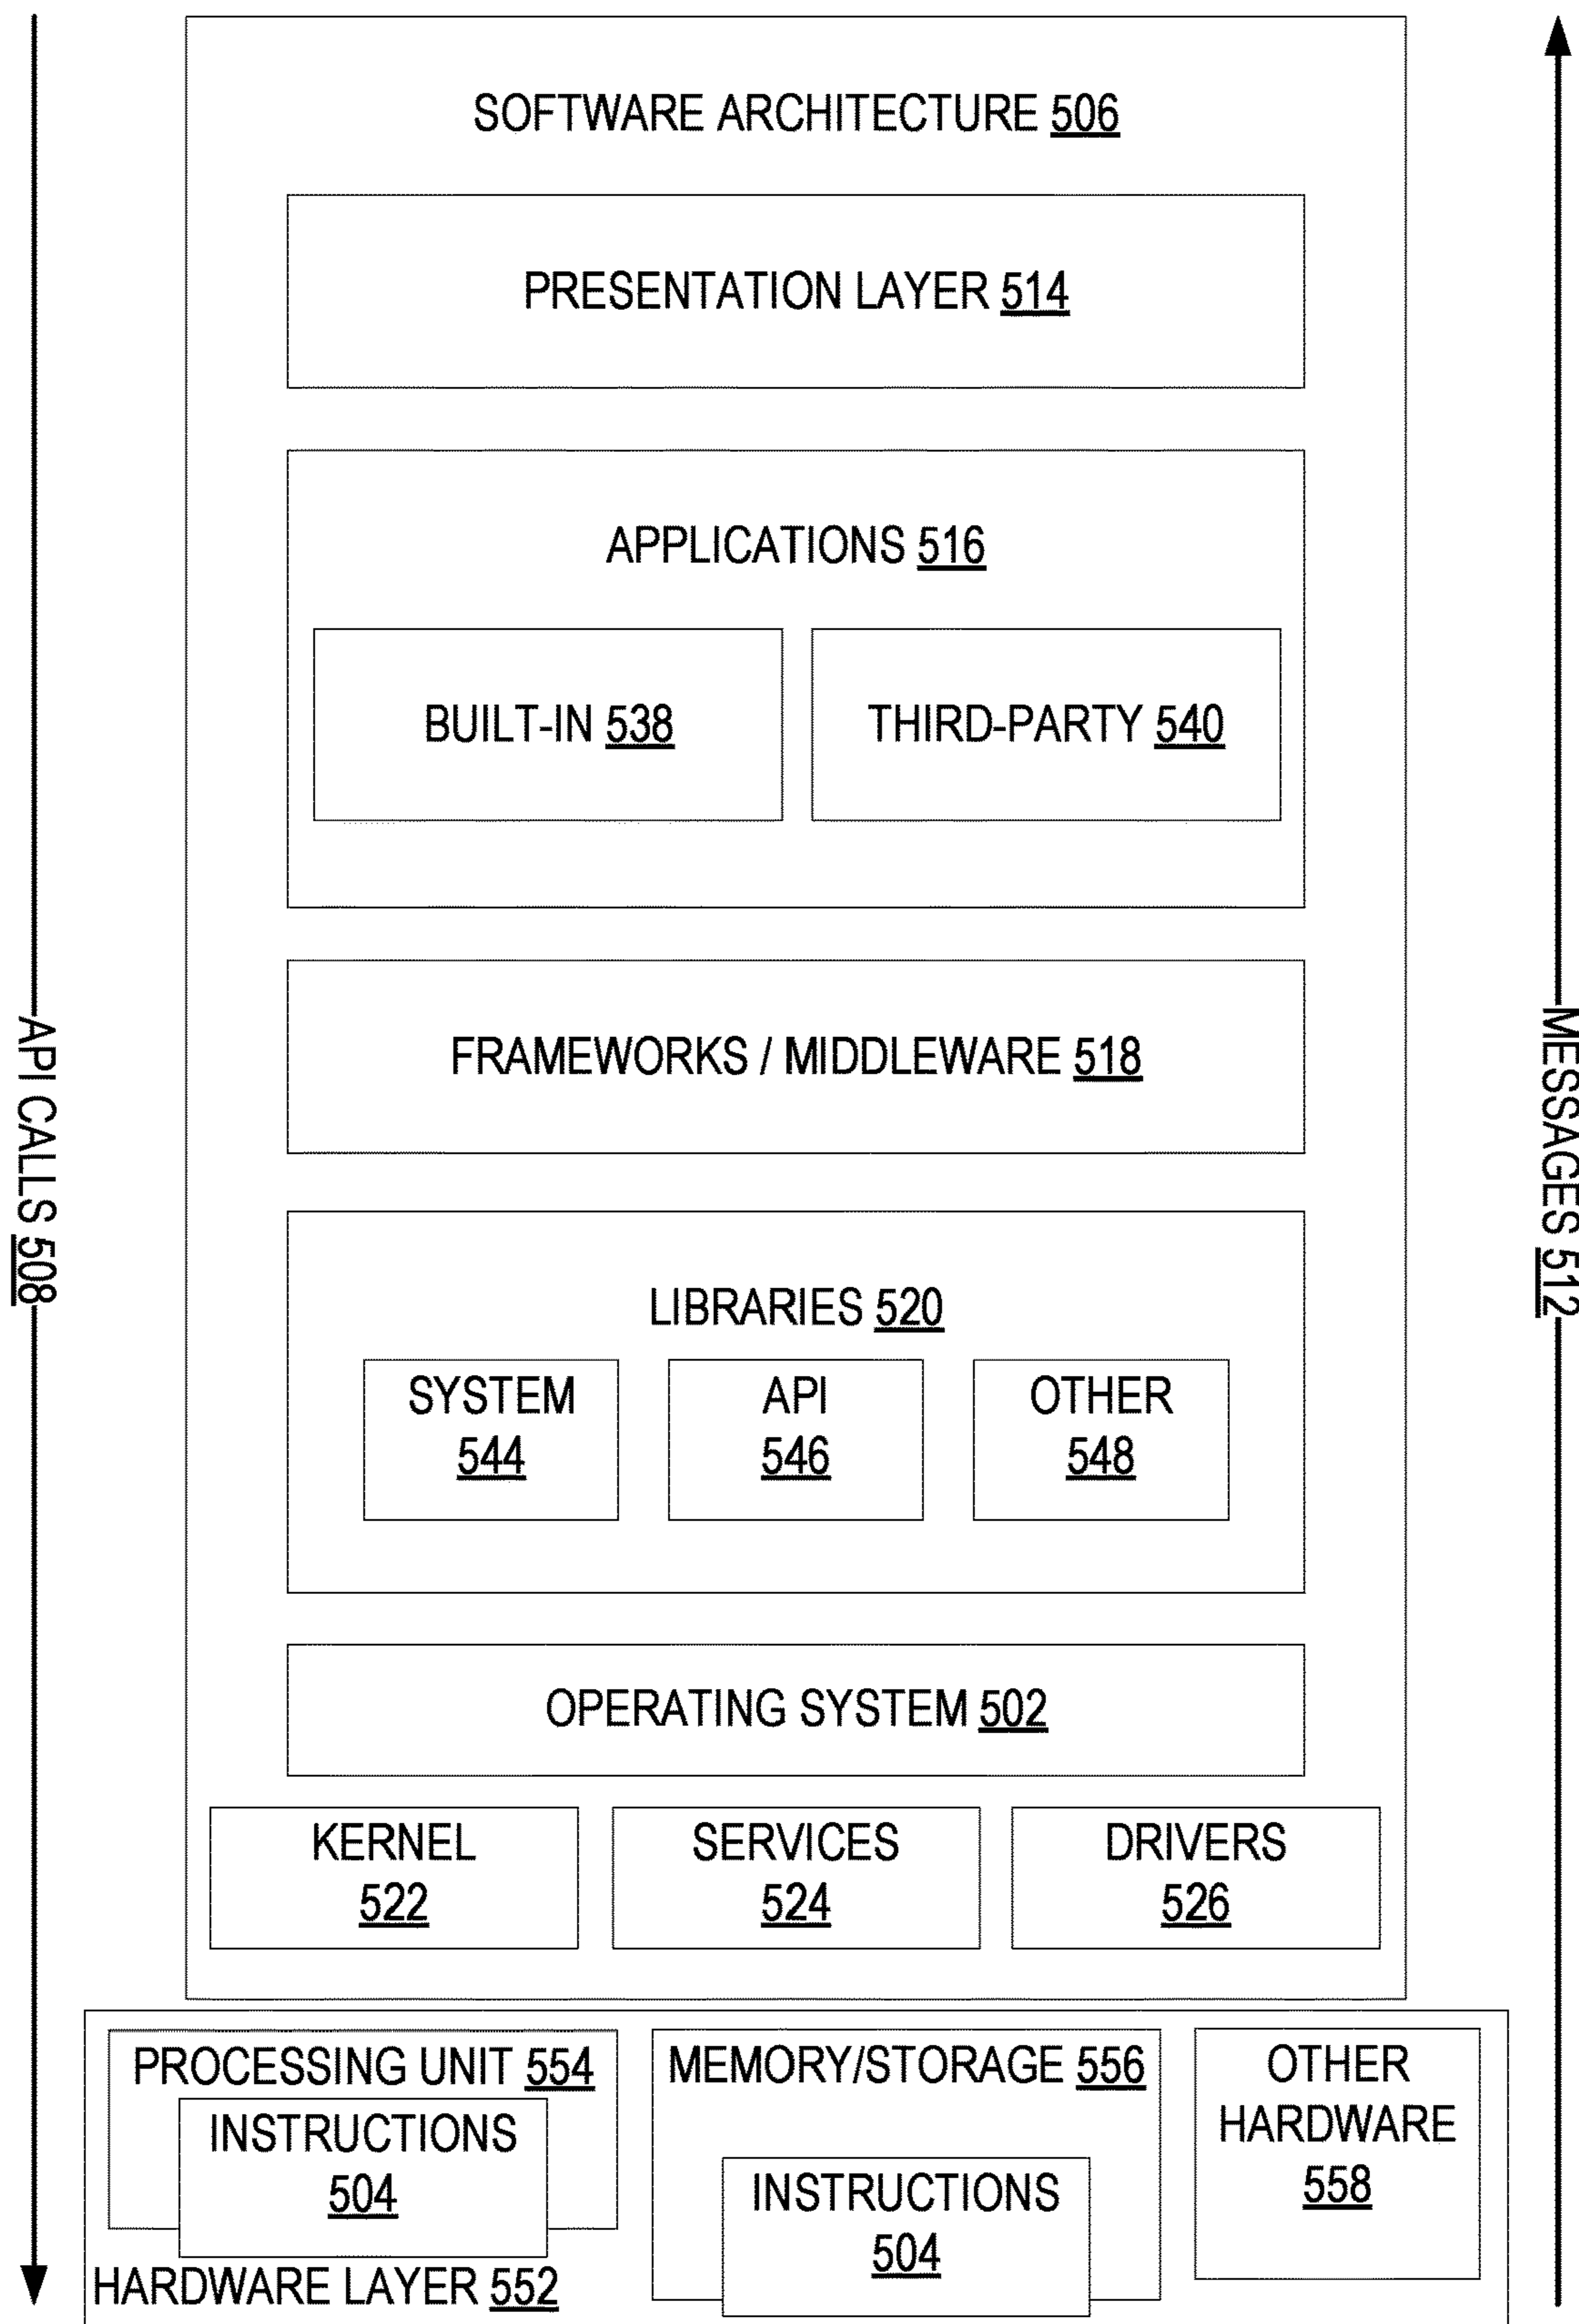 SOFTWARE ARCHITECTURE 506
PRESENTATION LAYER 514
APPLICATIONS 516
BUILT-IN 538
THIRD-PARTY 540
FRAMEWORKS / MIDDLEWARE 518
LIBRARIES 520
SYSTEM
544
API
546
OTHER
548
OPERATING SYSTEM 502
KERNEL
522
SERVICES
524
DRIVERS
526
PROCESSING UNIT 554
INSTRUCTIONS
504
MEMORY/STORAGE 556
INSTRUCTIONS
504
OTHER
HARDWARE
558
HARDWARE LAYER 552
API CALLS 508
MESSAGES 512